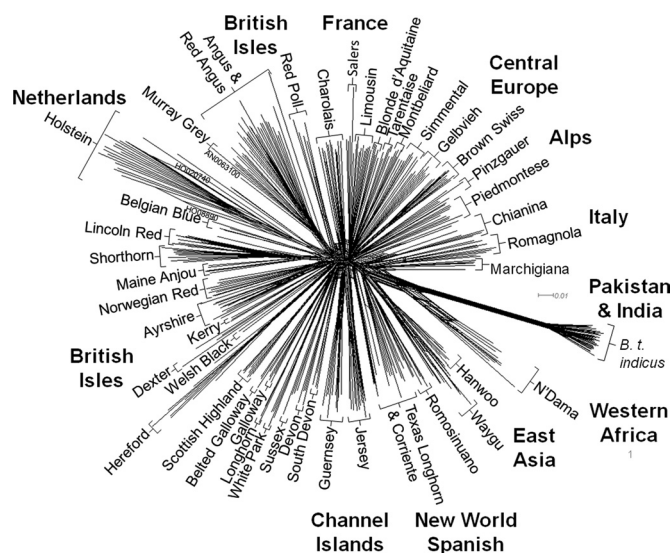 British
Isles
France
Netherlands
Central
Europe
Alps
Italy
Pakistan
& India
Western
Africa
East
Asia
New World
Spanish
Channel
Islands
British
Isles
Holstein
Murray Grey
Angus &
Red Angus
Red Poll
Charolais
Salers
Limousin
Blonde d'Aquitaine
Tarentaise
Montbeliard
Simmental
Gelbvieh
Brown Swiss
Pinzgauer
Piedmontese
Chianina
Romagnola
Marchigiana
0.01
B. t.
indicus
N'Dama
1
Hanwoo
Waygu
Romosinuano
Texas Longhorn
& Corriente
Jersey
Guernsey
South Devon
Devon
Sussex
White Park
Longhorn
Galloway
Belted Galloway
Scottish Highland
Hereford
Welsh Black
Dexter
Kerry
Ayrshire
Norwegian Red
Maine Anjou
Shorthorn
Lincoln Red
Belgian Blue